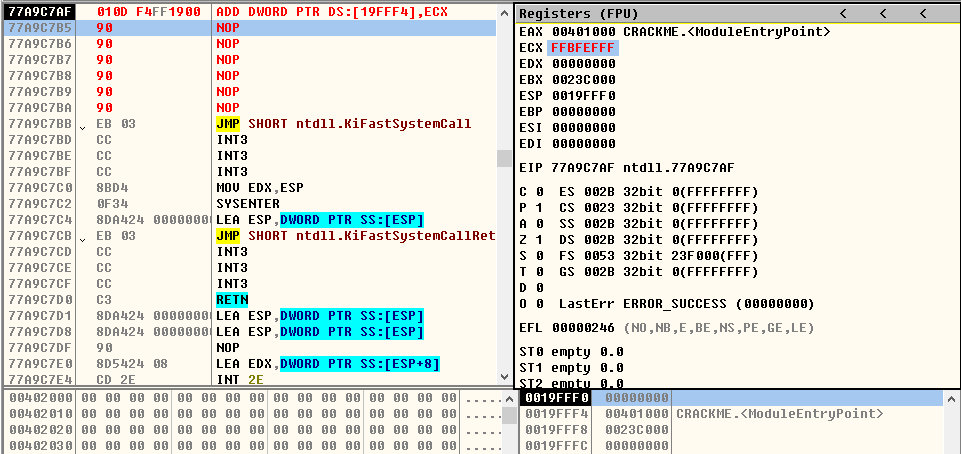 77A9C7AF 010D F4FF1900 ADD DWORD PTR DS:[19FFF4],ECX
77A9C7B5 90 NOP
77A9C7B6 90 NOP
77A9C7B7 90 NOP
77A9C7B8 90 NOP
77A9C7B9 90 NOP
77A9C7BA 90 NOP
77A9C7BB EB 03 JMP SHORT ntdll.KiFastSystemCall
77A9C7BD CC INT3
77A9C7BE CC INT3
77A9C7BF CC INT3
77A9C7C0 8BD4 MOV EDX,ESP
77A9C7C2 0F34 SYSENTER
77A9C7C4 8DA424 00000000 LEA ESP,DWORD PTR SS:[ESP]
77A9C7CB EB 03 JMP SHORT ntdll.KiFastSystemCallRet
77A9C7CD CC INT3
77A9C7CE CC INT3
77A9C7CF CC INT3
77A9C7D0 C3 RETN
77A9C7D1 8DA424 00000000 LEA ESP,DWORD PTR SS:[ESP]
77A9C7D8 8DA424 00000000 LEA ESP,DWORD PTR SS:[ESP]
77A9C7DF 90 NOP
77A9C7E0 8D5424 08 LEA EDX,DWORD PTR SS:[ESP+8]
77A9C7E4 CD 2E INT 2E
Registers (FPU) < < <
EAX 00401000 CRACKME.<ModuleEntryPoint>
ECX FFBFEFFF
EDX 00000000
EBX 0023C000
ESP 0019FFF0
EBP 00000000
ESI 00000000
EDI 00000000
EIP 77A9C7AF ntdll.77A9C7AF
C 0 ES 002B 32bit 0(FFFFFFFF)
P 1 CS 0023 32bit 0(FFFFFFFF)
A 0 SS 002B 32bit 0(FFFFFFFF)
Z 1 DS 002B 32bit 0(FFFFFFFF)
S 0 FS 0053 32bit 23F000(FFF)
T 0 GS 002B 32bit 0(FFFFFFFF)
D 0
O 0 LastErr ERROR_SUCCESS (00000000)
EFL 00000246 (NO,NB,E,BE,NS,PE,GE,LE)
ST0 empty 0.0
ST1 empty 0.0
ST2 empty 0.0
00402000 00 00 00 00 00 00 00 00 00 00 00 00 00 00 00 00 .....
00402010 00 00 00 00 00 00 00 00 00 00 00 00 00 00 00 00 .....
00402020 00 00 00 00 00 00 00 00 00 00 00 00 00 00 00 00 .....
00402030 00 00 00 00 00 00 00 00 00 00 00 00 00 00 00 00 .....
0019FFF0 00000000
0019FFF4 00401000 CRACKME.<ModuleEntryPoint>
0019FFF8 0023C000
0019FFFC 00000000